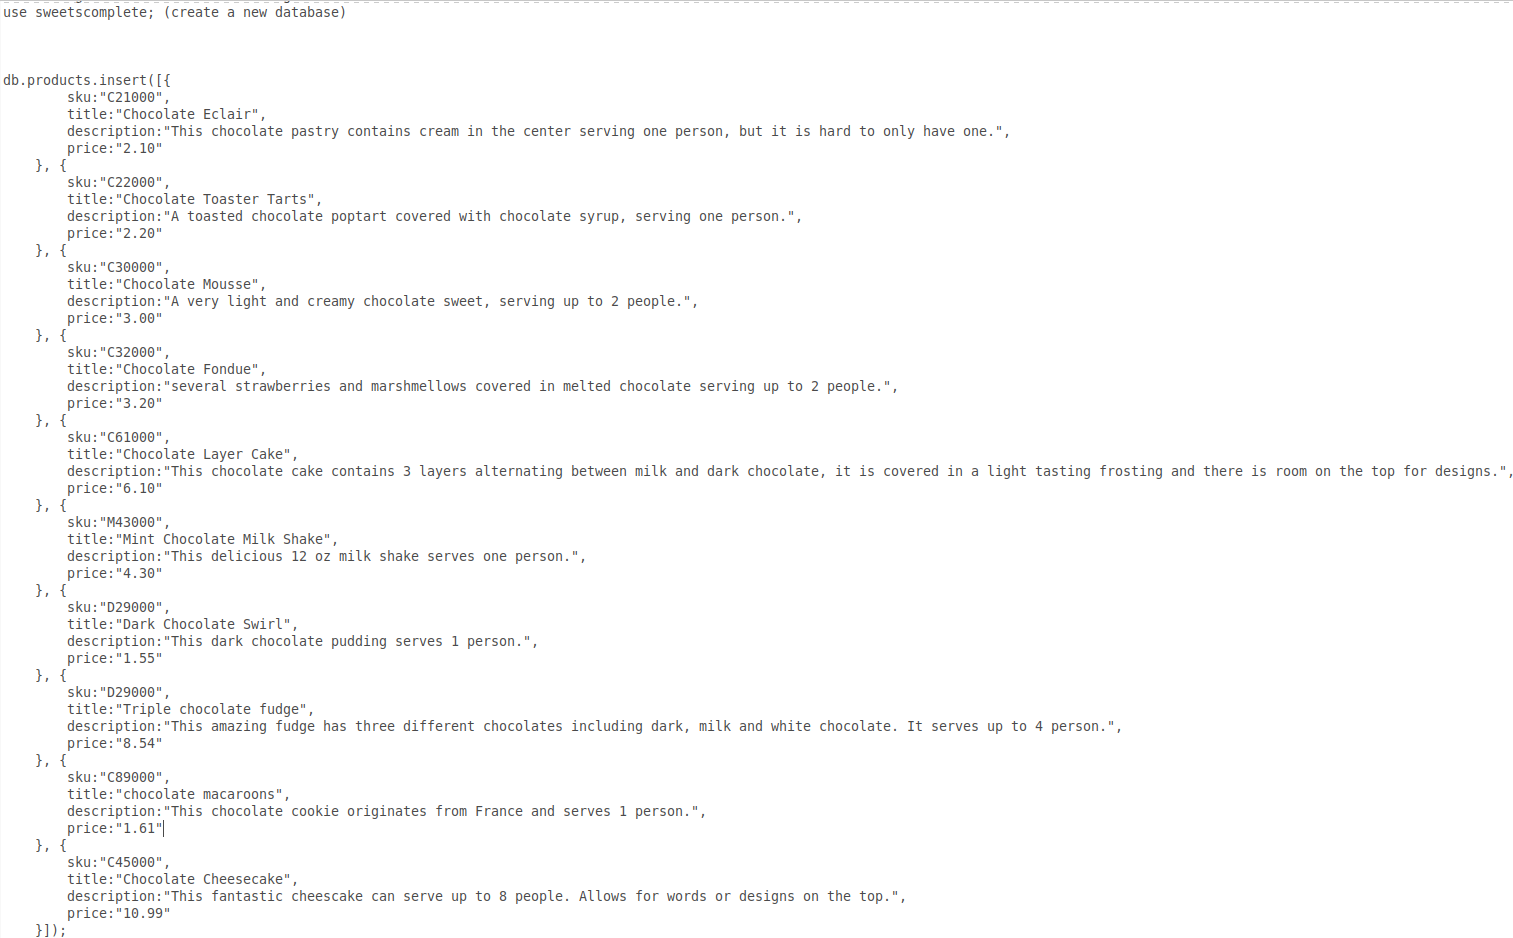 use sweetscomplete; (create a new database)
db.products.insert([{
sku:"C21000",
title:"Chocolate Eclair",
description:"This chocolate pastry contains cream in the center serving one person, but it is hard to only have one.",
price:"2.10"
}, {
sku:"C22000",
title:"Chocolate Toaster Tarts",
description:"A toasted chocolate poptart covered with chocolate syrup, serving one person.",
price:"2.20"
}, {
sku:"C30000",
title:"Chocolate Mousse",
description:"A very light and creamy chocolate sweet, serving up to 2 people.",
price:"3.00"
}, {
sku:"C32000",
title:"Chocolate Fondue",
description:"several strawberries and marshmellows covered in melted chocolate serving up to 2 people.",
price:"3.20"
}, {
sku:"C61000",
title:"Chocolate Layer Cake",
description:"This chocolate cake contains 3 layers alternating between milk and dark chocolate, it is covered in a light tasting frosting and there is room on the top for designs.",
price:"6.10"
}, {
sku:"M43000",
title:"Mint Chocolate Milk Shake",
description:"This delicious 12 oz milk shake serves one person.",
price:"4.30"
}, {
sku:"D29000",
title:"Dark Chocolate Swirl",
description:"This dark chocolate pudding serves 1 person.",
price:"1.55"
}, {
sku:"D29000",
title:"Triple chocolate fudge",
description:"This amazing fudge has three different chocolates including dark, milk and white chocolate. It serves up to 4 person.",
price:"8.54"
}, {
sku:"C89000",
title:"chocolate macaroons",
description:"This chocolate cookie originates from France and serves 1 person.",
price:"1.61"
}, {
sku:"C45000",
title:"Chocolate Cheesecake",
description:"This fantastic cheescake can serve up to 8 people. Allows for words or designs on the top.",
price:"10.99"
}]);